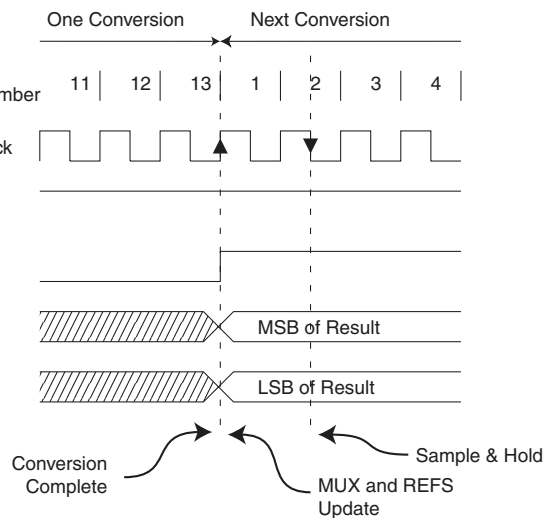 One Conversion
Next Conversion
mber
11 12 13 1 2 3 4
ck
MSB of Result
LSB of Result
Sample & Hold
Conversion
Complete
MUX and REFS
Update